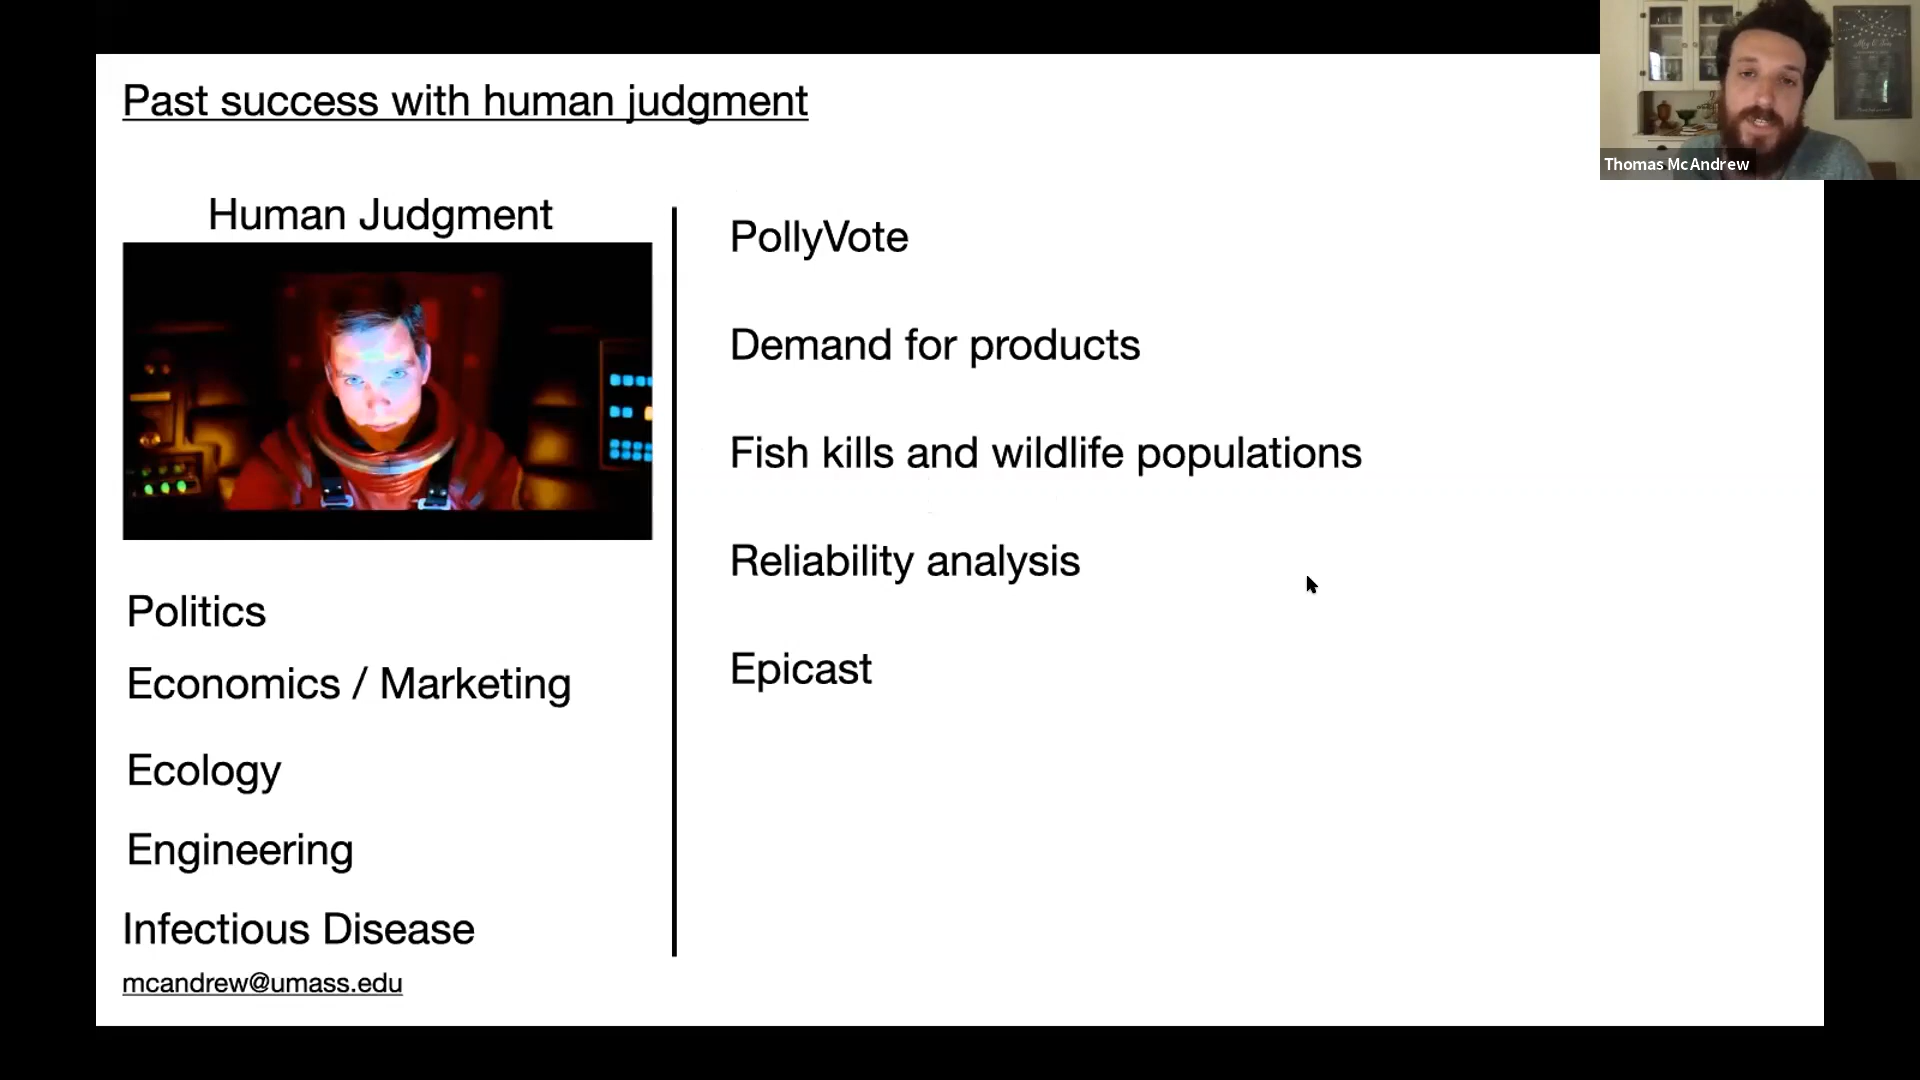 Past success with human judgment
Thomas McAndrew
Human Judgment
PollyVote
Demand for products
Fish kills and wildlife populations
Reliability analysis
Epicast
Politics
Economics / Marketing
Ecology
Engineering
Infectious Disease
mcandrew@umass.edu